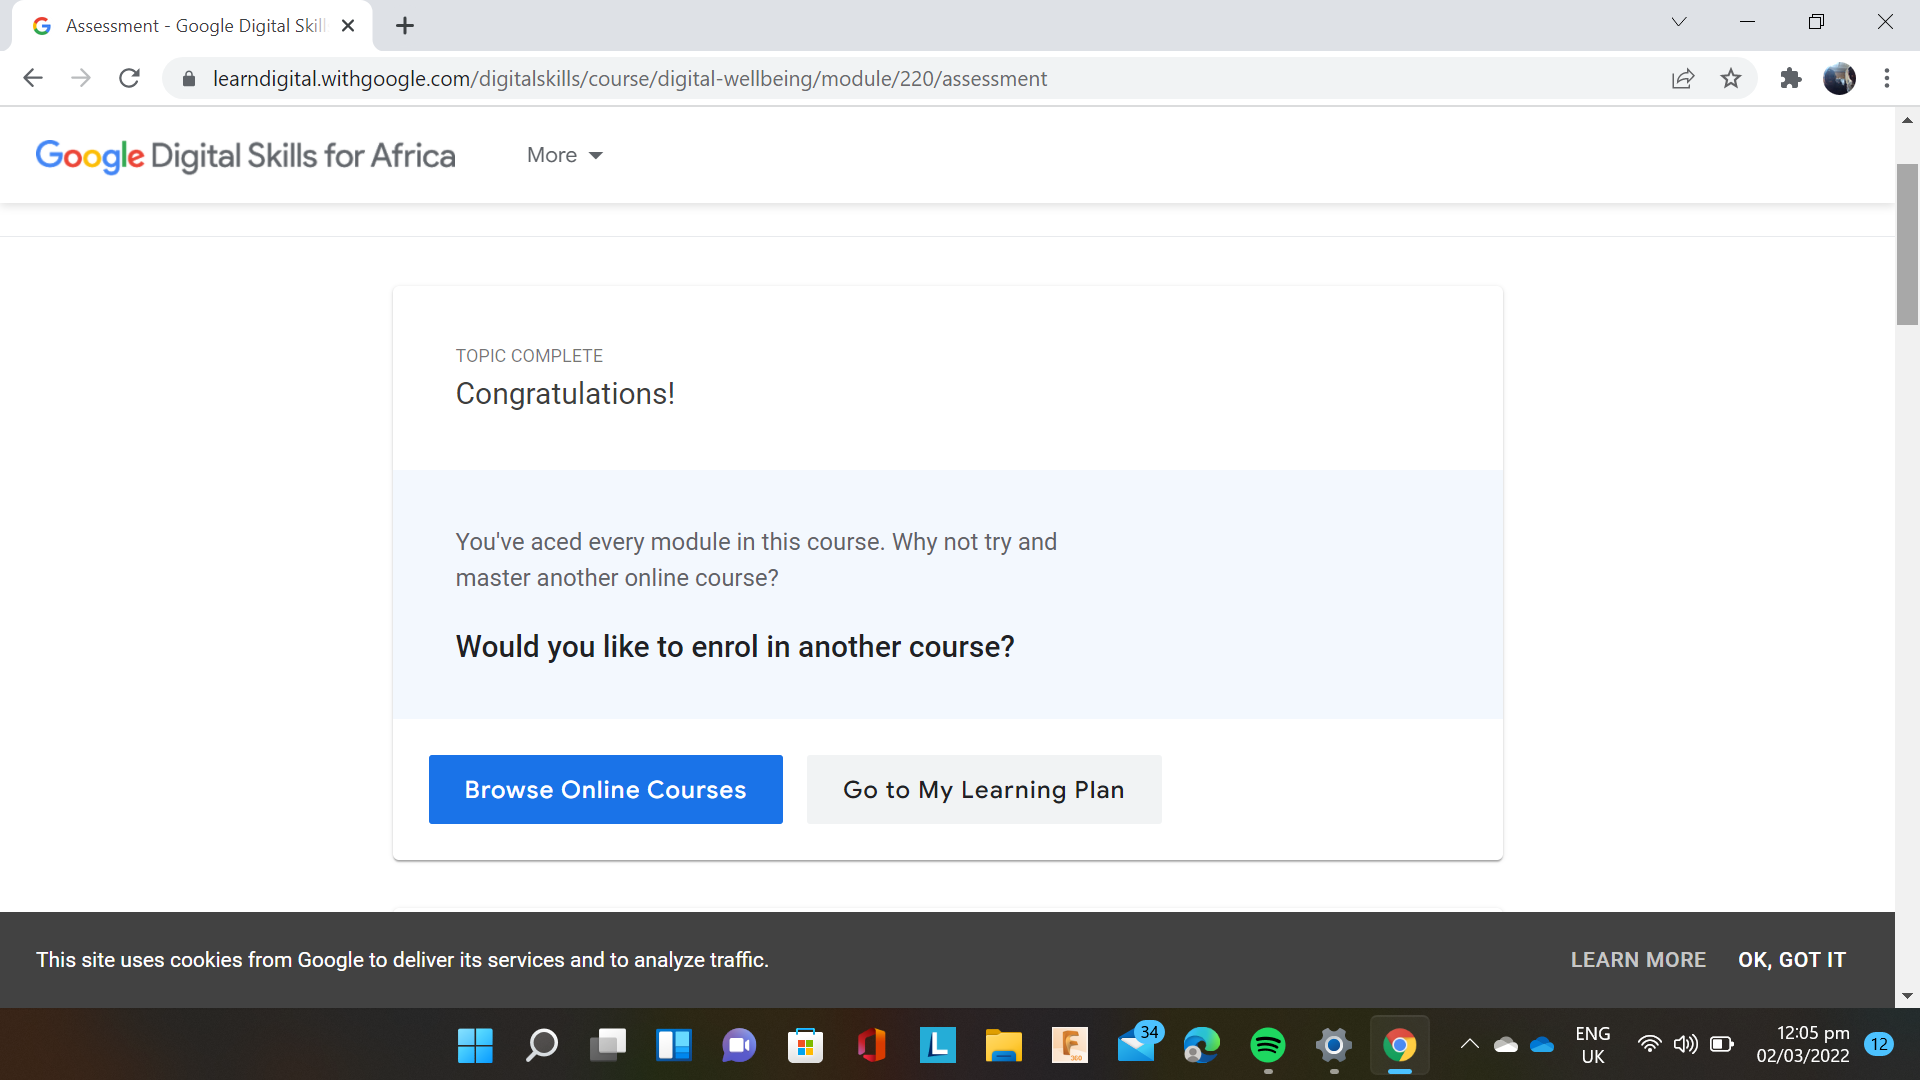 Assessment - Google Digital Skill
learndigital.withgoogle.com/digitalskills/course/digital-wellbeing/module/220/assessment
Google Digital Skills for Africa
More
TOPIC COMPLETE
Congratulations!
You've aced every module in this course. Why not try and
master another online course?
Would you like to enrol in another course?
Browse Online Courses
Go to My Learning Plan
This site uses cookies from Google to deliver its services and to analyze traffic.
LEARN MORE
OK, GOT IT
L
F
34
ENG
UK
12:05 pm
02/03/2022
12